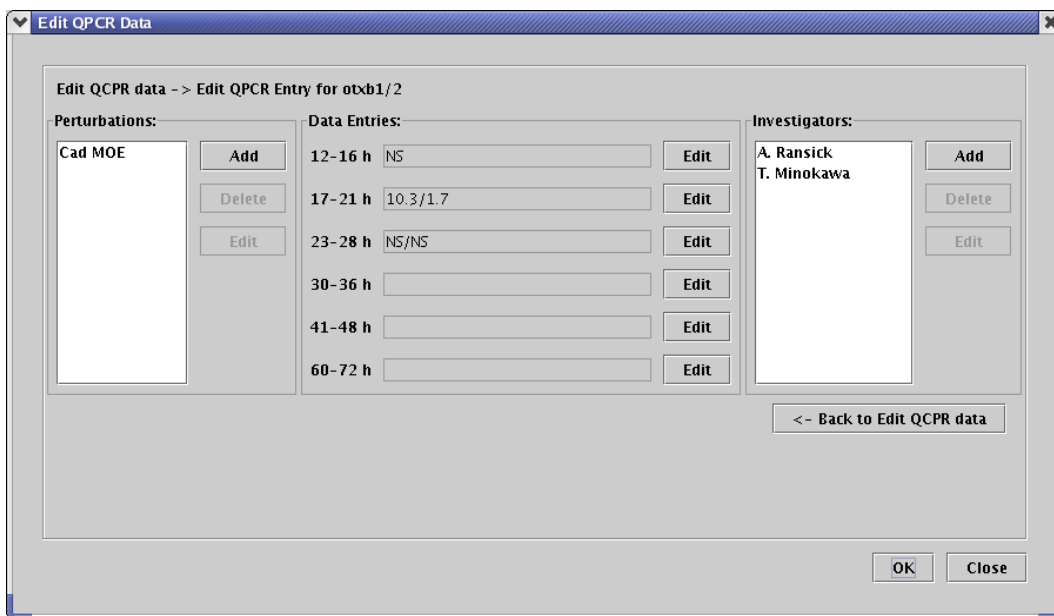 Edit QPCR Data
Edit QCPR data -> Edit QPCR Entry for otxb1/2
Perturbations:
Cad MOE
Add
Delete
Edit
Data Entries:
12-16 h NS Edit
17-21 h 10.3/1.7 Edit
23-28 h NS/NS Edit
30-36 h Edit
41-48 h Edit
60-72 h Edit
Investigators:
A. Ransick
T. Minokawa
Add
Delete
Edit
<- Back to Edit QCPR data
OK Close